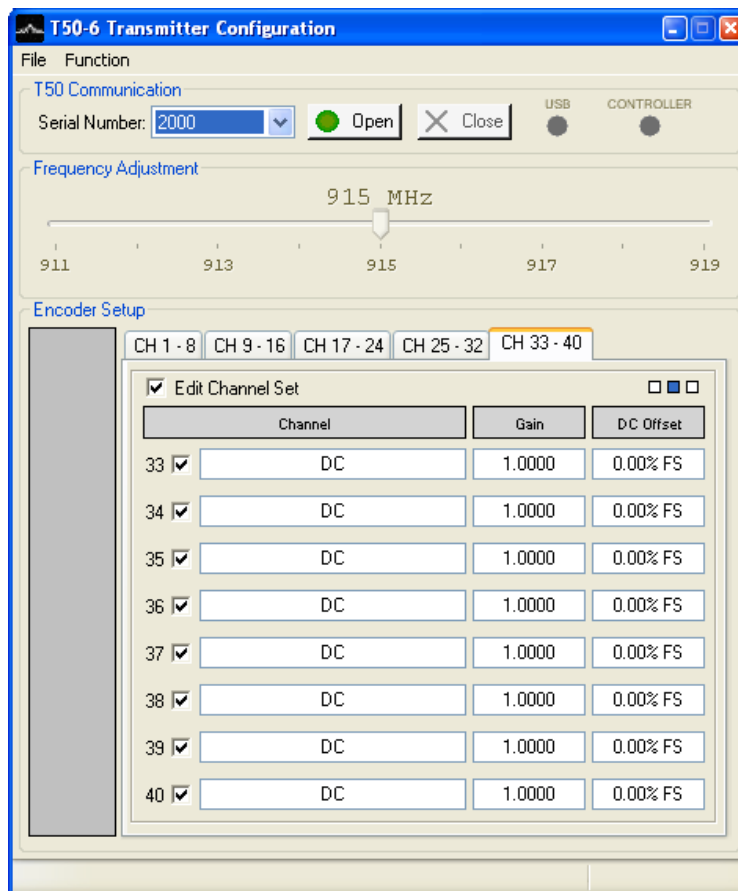 T50-6 Transmitter Configuration
File Function
T50 Communication
Serial Number: 2000 Open Close USB CONTROLLER
Frequency Adjustment
915 MHz
911 913 915 917 919
Encoder Setup
CH 1 - 8 CH 9 - 16 CH 17 - 24 CH 25 - 32 CH 33 - 40
Edit Channel Set
Channel Gain DC Offset
33 DC 1.0000 0.00% FS
34 DC 1.0000 0.00% FS
35 DC 1.0000 0.00% FS
36 DC 1.0000 0.00% FS
37 DC 1.0000 0.00% FS
38 DC 1.0000 0.00% FS
39 DC 1.0000 0.00% FS
40 DC 1.0000 0.00% FS